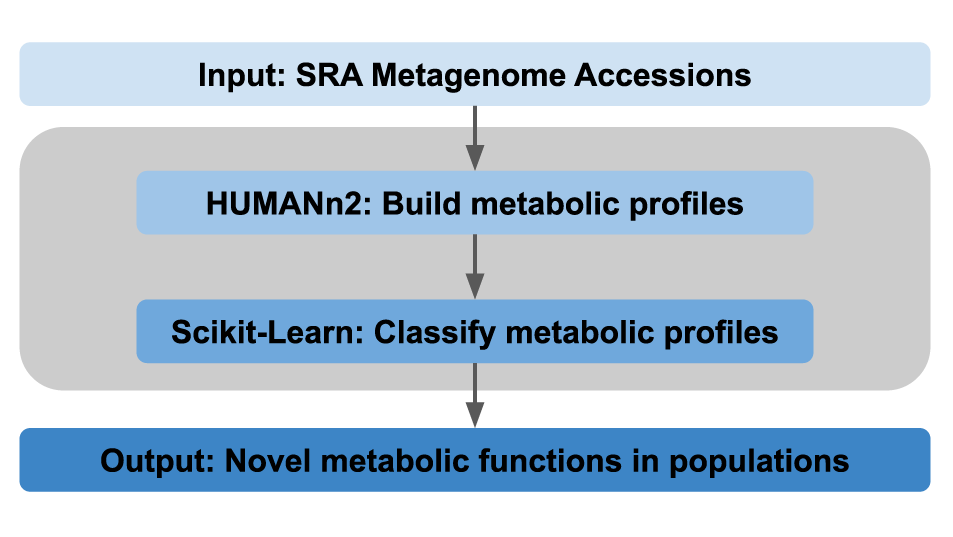 Input: SRA Metagenome Accessions
HUMANn2: Build metabolic profiles
Scikit-Learn: Classify metabolic profiles
Output: Novel metabolic functions in populations